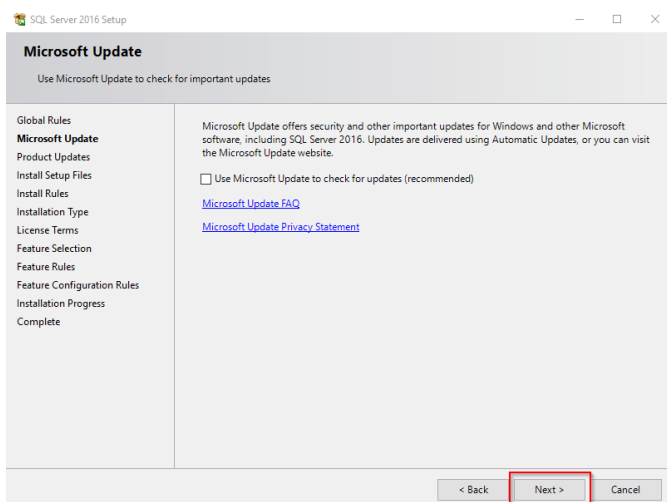 SQL Server 2016 Setup
Microsoft Update
Use Microsoft Update to check for important updates
Global Rules
Microsoft Update
Product Updates
Install Setup Files
Install Rules
Installation Type
License Terms
Feature Selection
Feature Rules
Feature Configuration Rules
Installation Progress
Complete
Microsoft Update offers security and other important updates for Windows and other Microsoft
software, including SQL Server 2016. Updates are delivered using Automatic Updates, or you can visit
the Microsoft Update website.
Use Microsoft Update to check for updates (recommended)
Microsoft Update FAQ
Microsoft Update Privacy Statement
< Back
Next >
Cancel